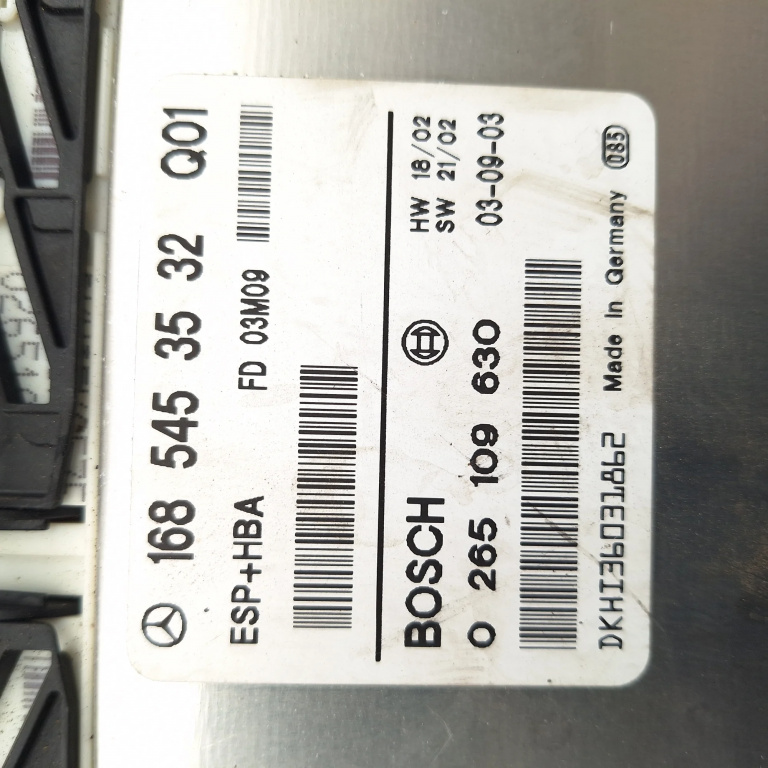 168 545 35 32 Q01
ESP+HBA FD 03M09
BOSCH
HW 18/02
SW 21/02
0 265 109 630 03-09-03
DKHI36031862 Made In Germany 085